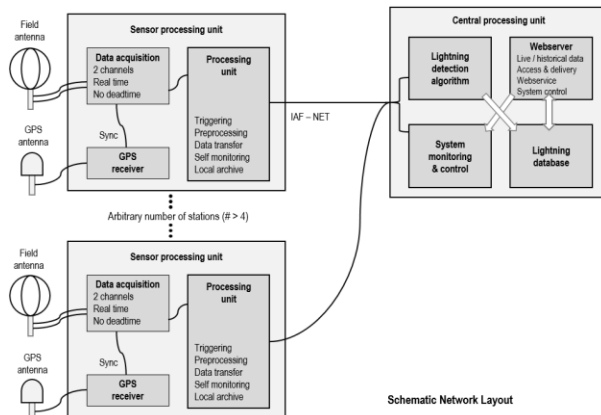 Field
antenna
GPS
antenna
Sensor processing unit
Data acquisition
2 channels
Real time
No deadtime
Sync
GPS
receiver
Processing
unit
Triggering
Preprocessing
Data transfer
Self monitoring
Local archive
IAF – NET
Central processing unit
Lightning
detection
algorithm
Webserver
Live / historical data
Access & delivery
Webservice
System control
System
monitoring
& control
Lightning
database
Arbitrary number of stations (# > 4)
Field
antenna
GPS
antenna
Sensor processing unit
Data acquisition
2 channels
Real time
No deadtime
Sync
GPS
receiver
Processing
unit
Triggering
Preprocessing
Data transfer
Self monitoring
Local archive
Schematic Network Layout